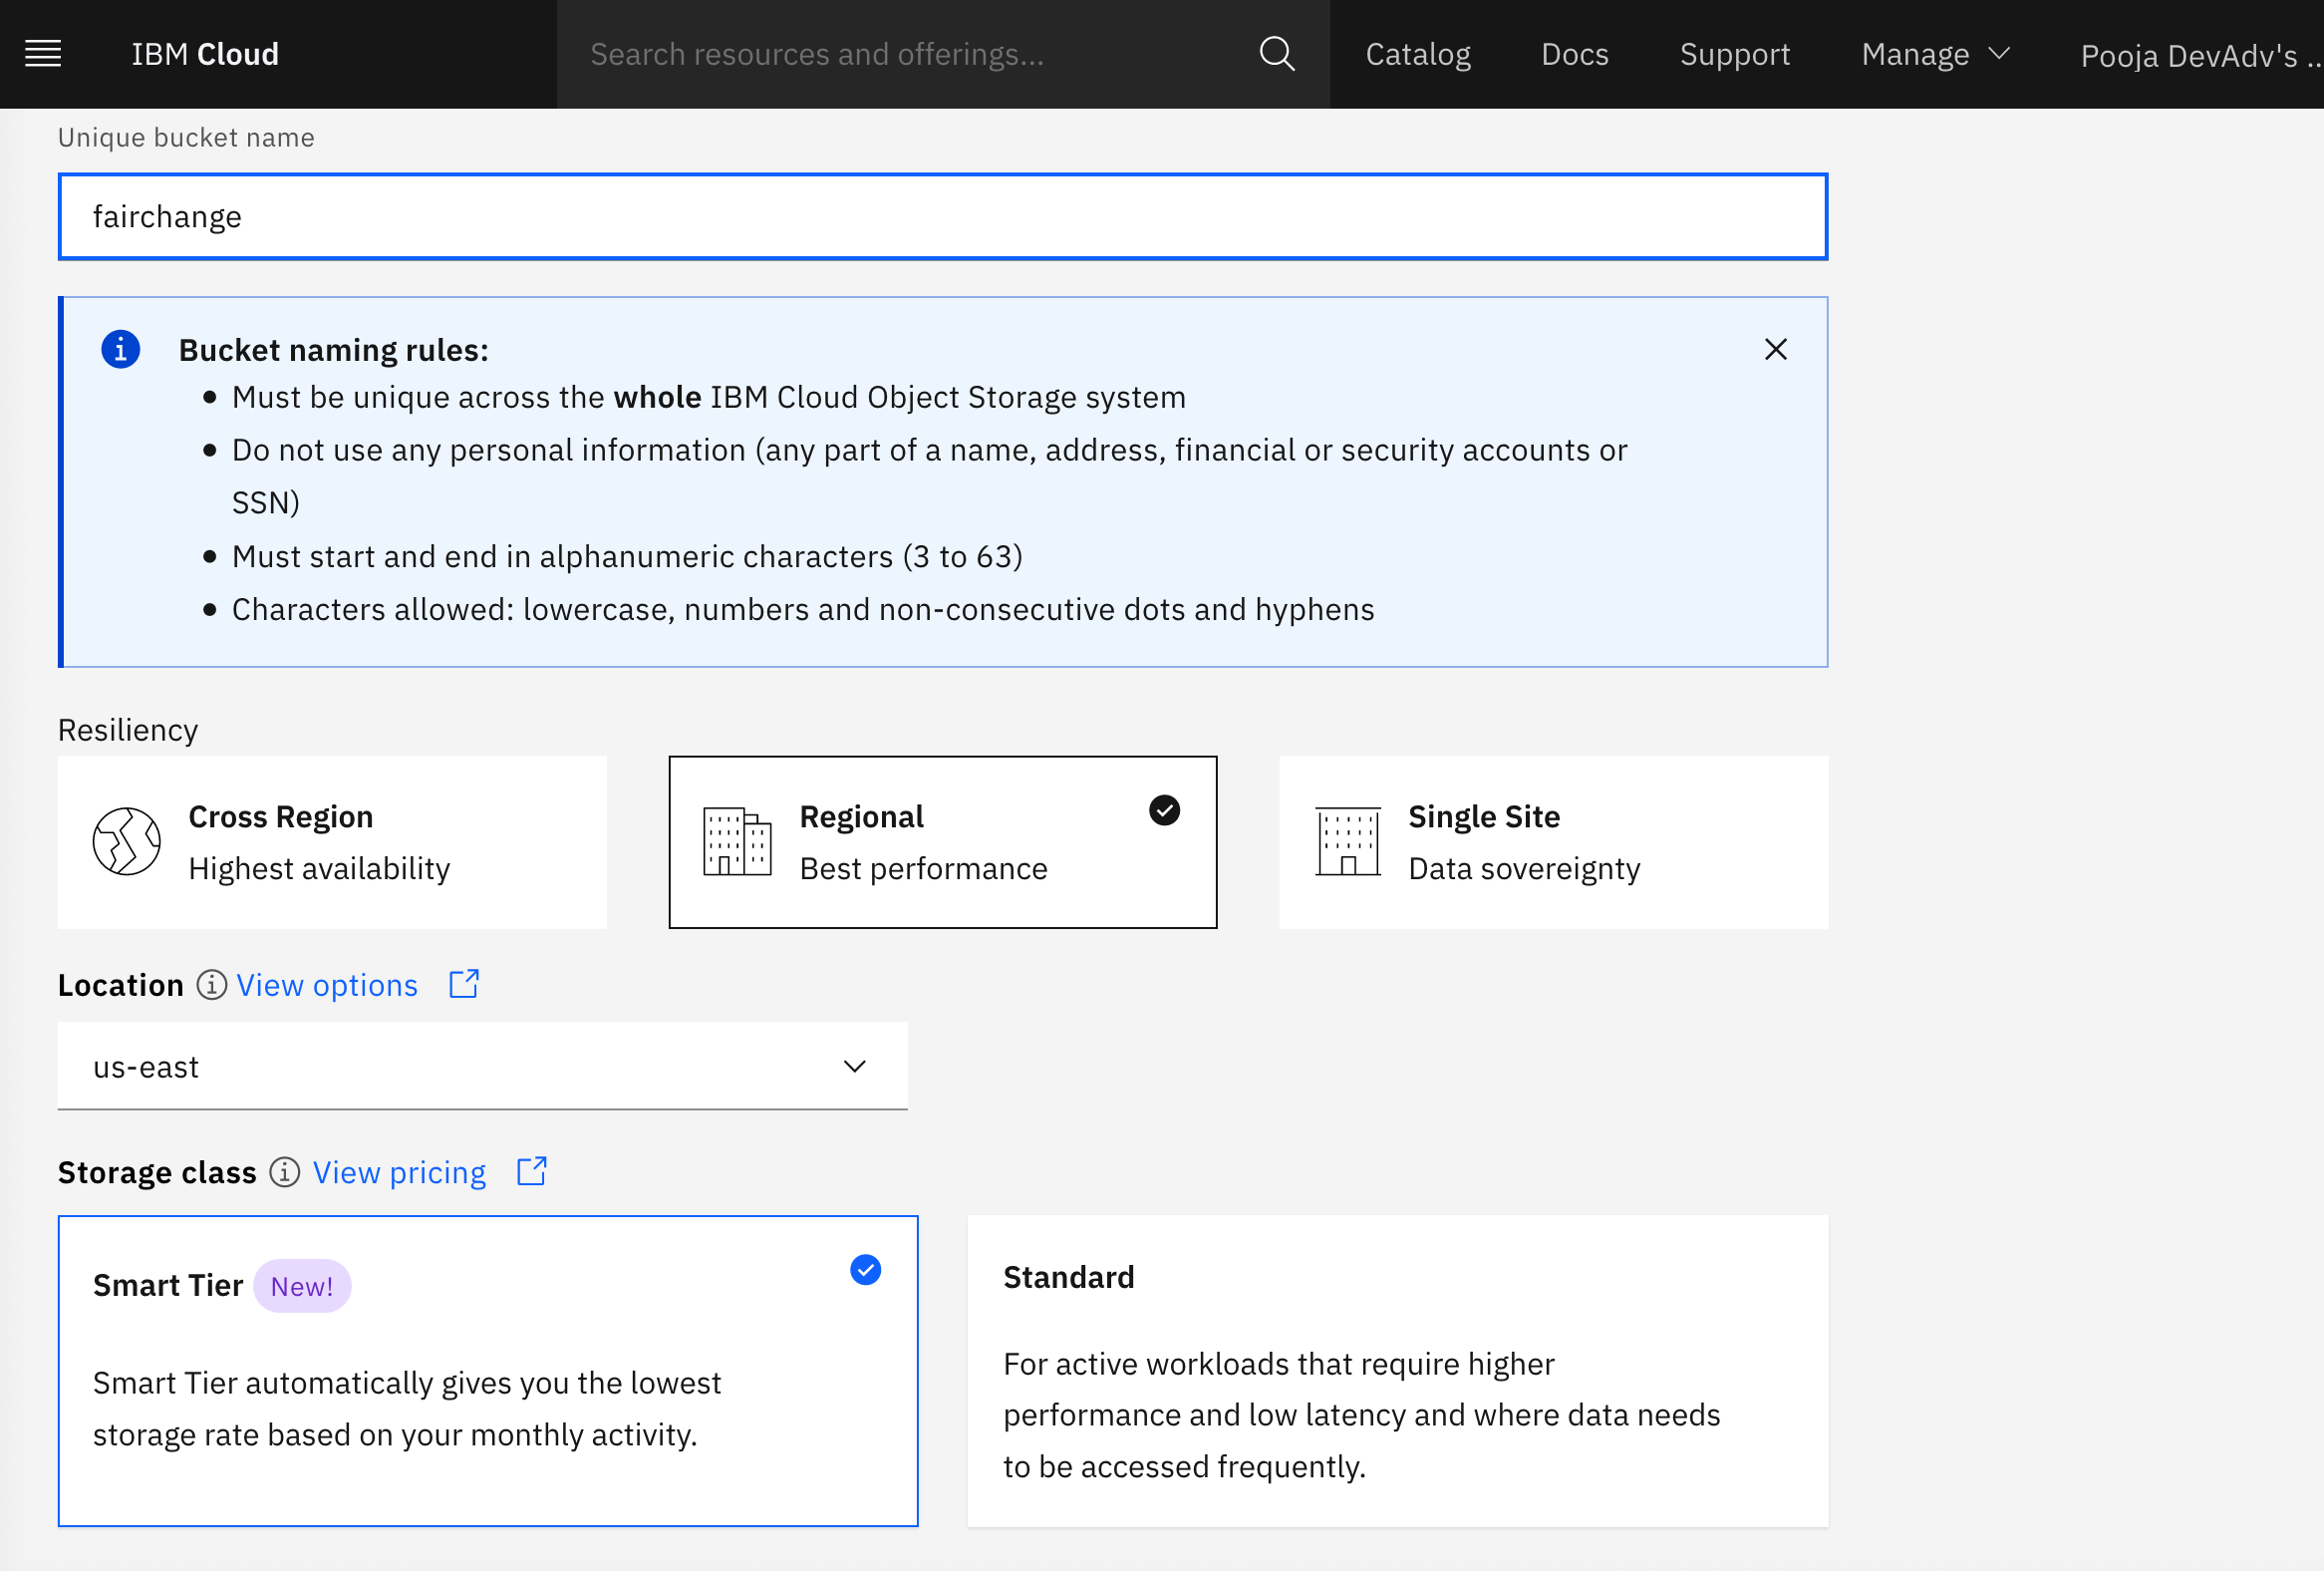 IBM Cloud
Search resources and offerings...
Catalog
Docs
Support
Manage
Pooja DevAdv's ..
Unique bucket name
fairchange
Bucket naming rules:
Must be unique across the whole IBM Cloud Object Storage system
Do not use any personal information (any part of a name, address, financial or security accounts or
SSN)
Must start and end in alphanumeric characters (3 to 63)
Characters allowed: lowercase, numbers and non-consecutive dots and hyphens
Resiliency
Cross Region
Highest availability
Regional
Best performance
Single Site
Data sovereignty
Location View options
us-east
Storage class View pricing
Smart Tier New!
Smart Tier automatically gives you the lowest
storage rate based on your monthly activity.
Standard
For active workloads that require higher
performance and low latency and where data needs
to be accessed frequently.